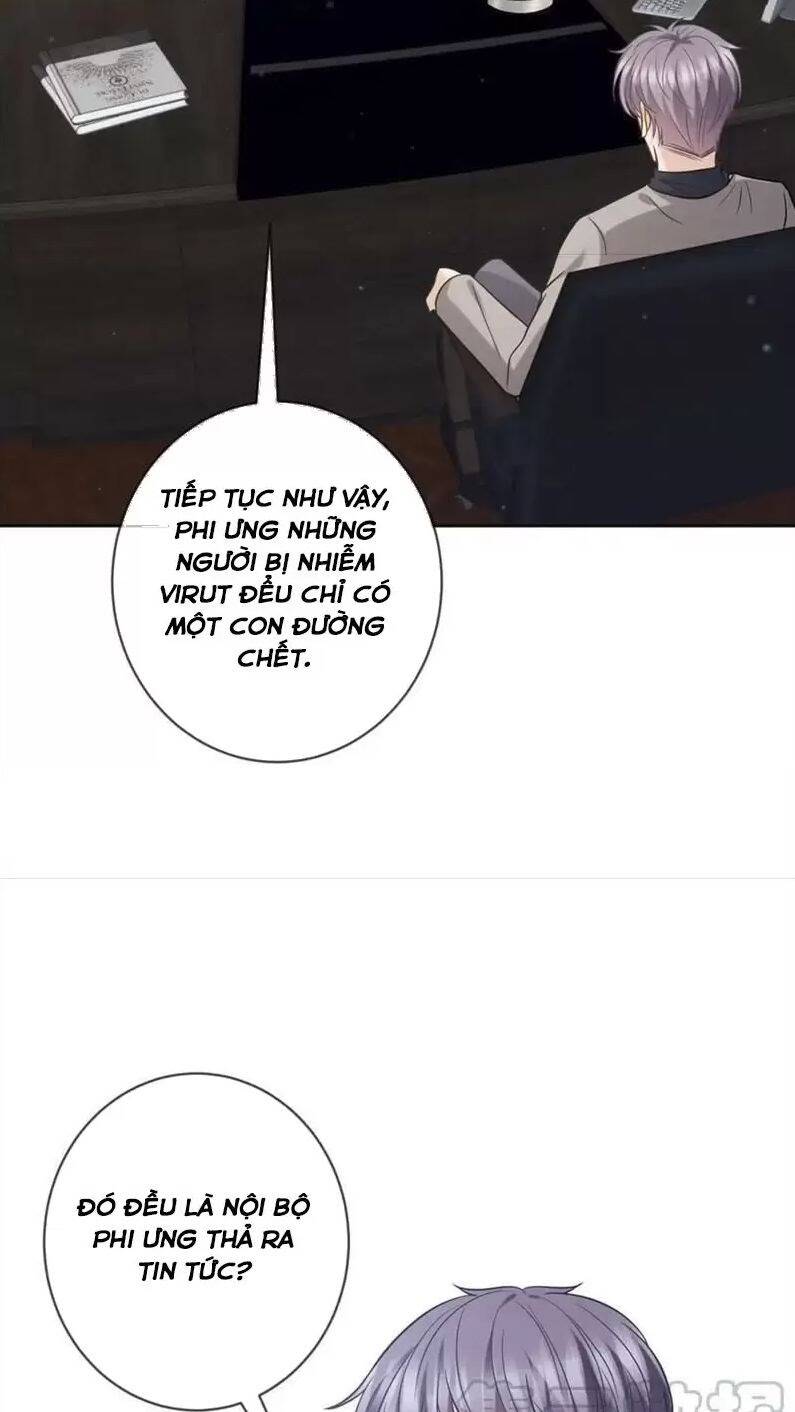 TIẾP TỤC NHƯ VẬY,
PHI ƯNG NHỮNG
NGƯỜI BỊ NHIỄM
VIRUT ĐỂU CHỈ CÓ
MỘT CON ĐƯỜNG
CHẾT.
ĐÓ ĐỀU LÀ NỘI BỘ
PHI ƯNG THẢ RA
TIN TỨC?